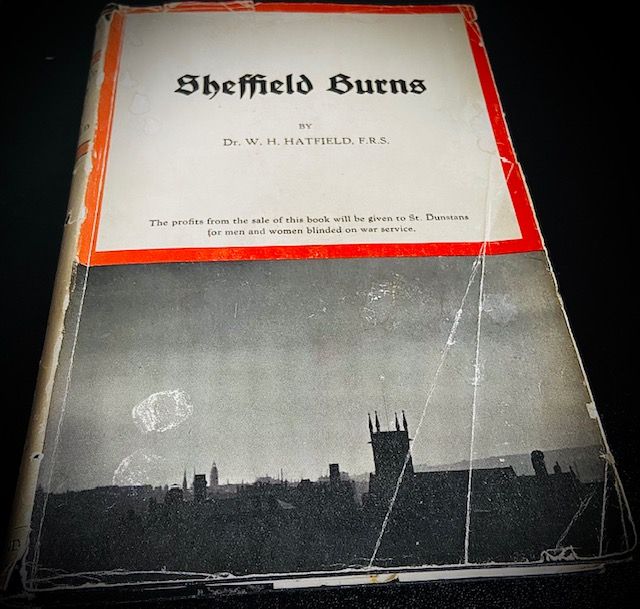 Sheffield Burns
BY
Dr. W. H. HATFIELD, F.R.S.
The profits from the sale of this book will be given to St. Dunstans
for men and women blinded on war service.